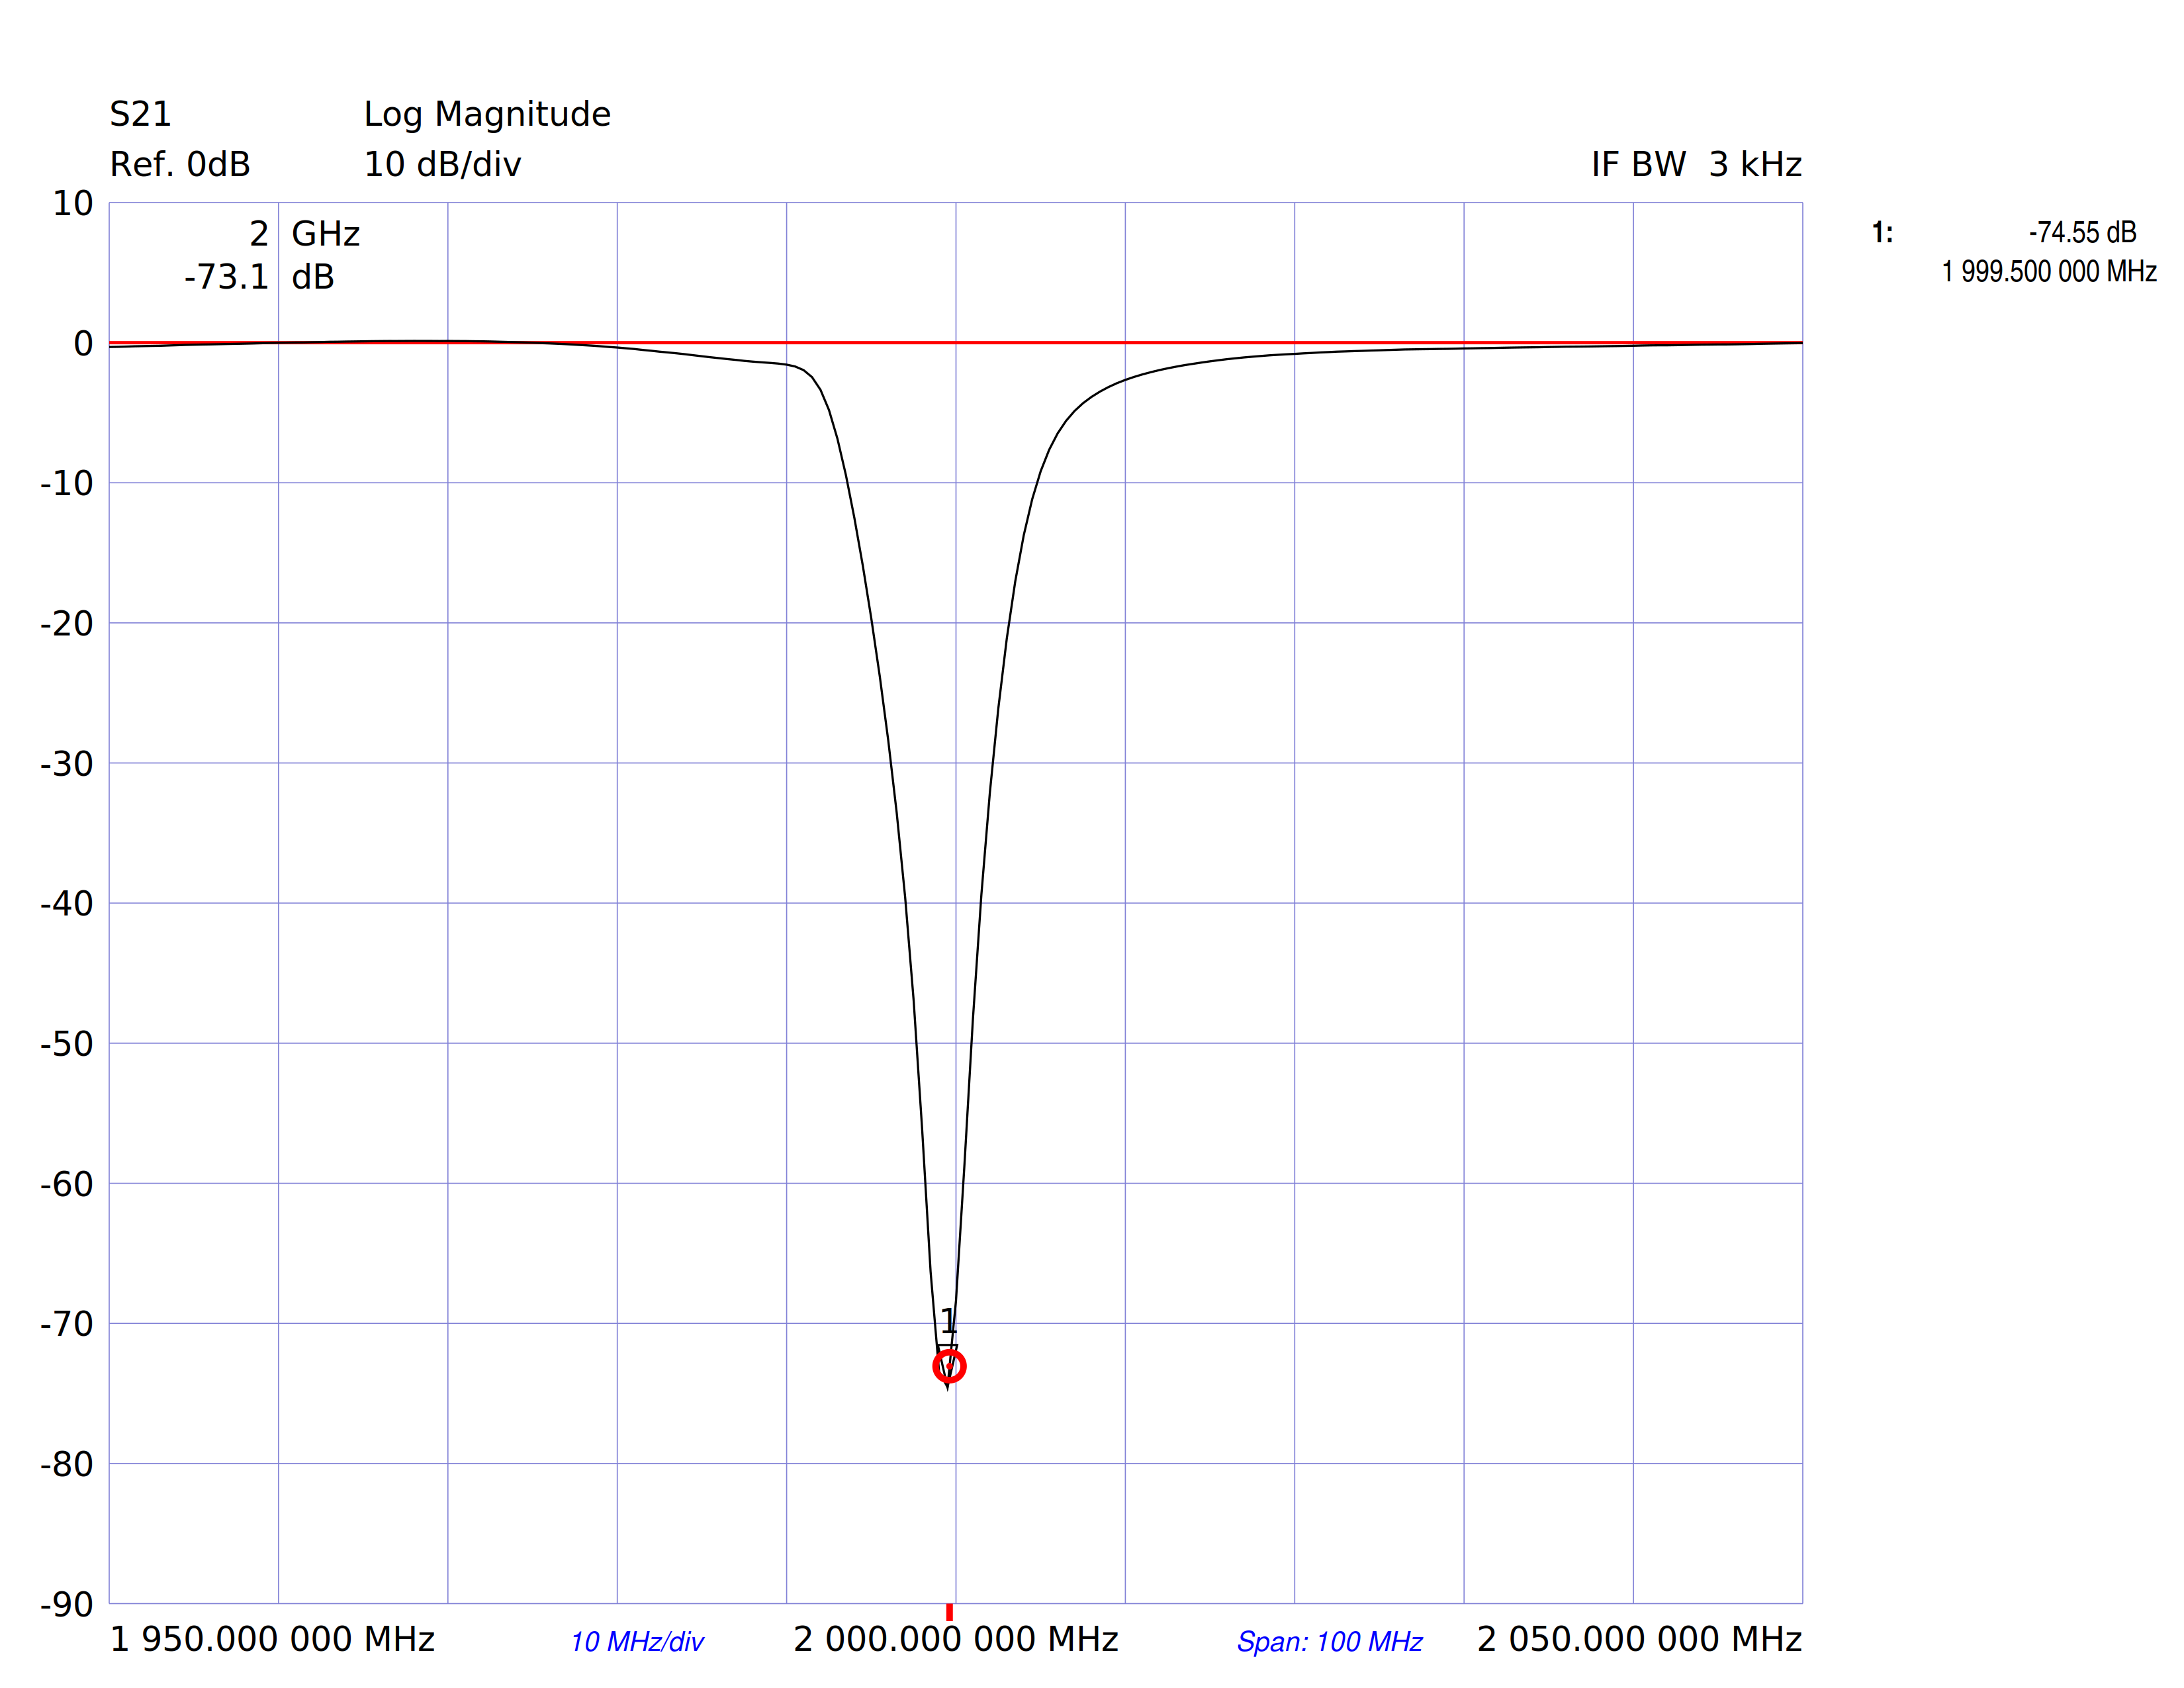 S21 Log Magnitude
Ref. 0dB 10 dB/div IF BW 3 kHz
10
2 GHz
-73.1 dB
1: -74.55 dB
1 999.500 000 MHz
0
-10
-20
-30
-40
-50
-60
-70
1
-80
-90
1 950.000 000 MHz 10 MHz/div 2 000.000 000 MHz Span: 100 MHz 2 050.000 000 MHz